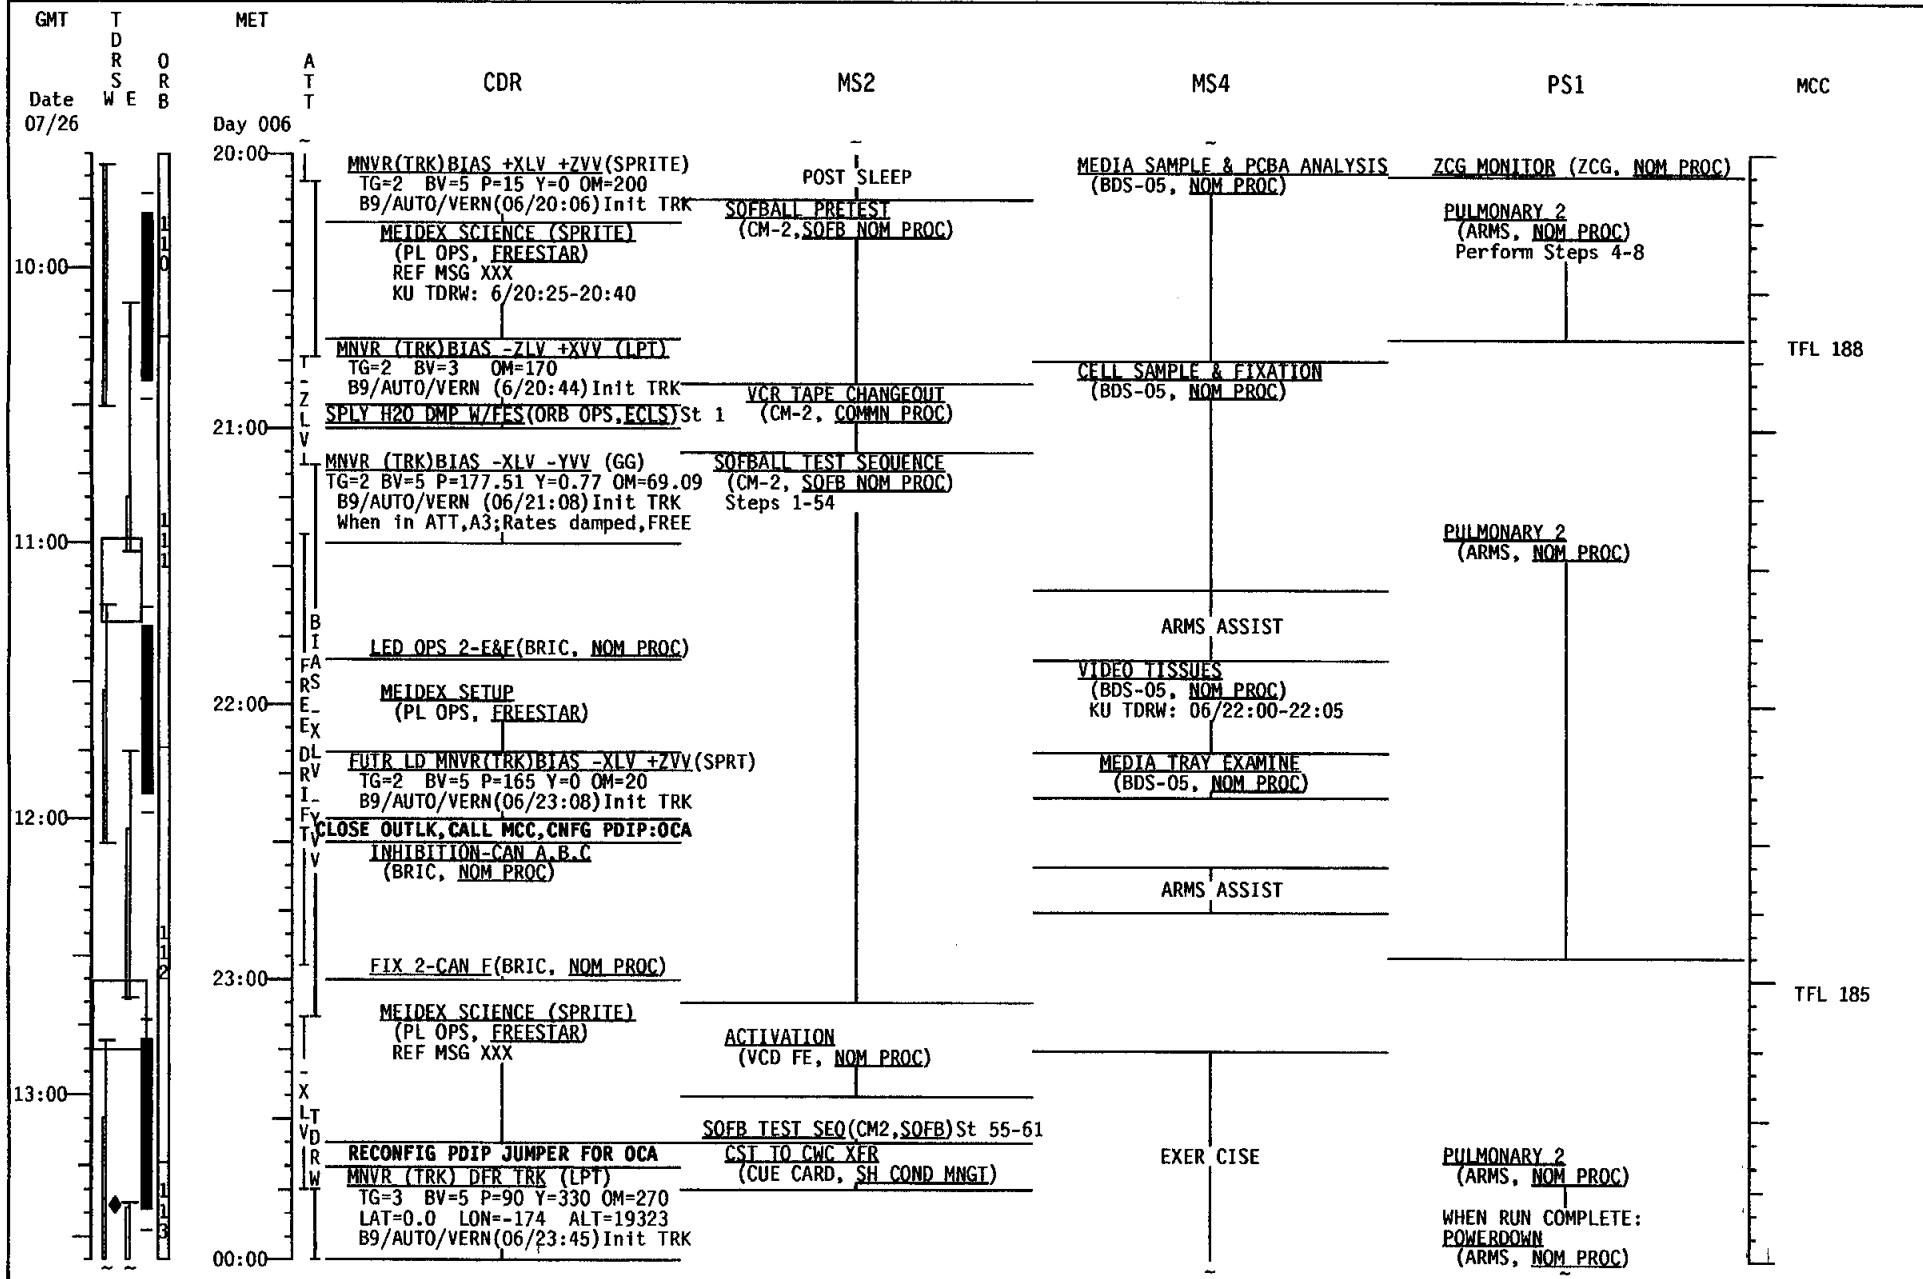 GMT
TDRS
W E
ORB
MET
ATT
CDR
MS2
MS4
PS1
MCC
Date
07/26
Day 006
20:00
21:00
22:00
23:00
00:00
10:00
11:00
12:00
13:00
110
111
112
113
T-ZLV
BIAS-XLV-YVV
FREE DRIFT
-XLV
TDRW
MNVR(TRK)BIAS +XLV +ZVV(SPRITE)
TG=2 BV=5 P=15 Y=0 OM=200
B9/AUTO/VERN(06/20:06)Init TRK
MEIDEX SCIENCE (SPRITE)
(PL OPS, FREESTAR)
REF MSG XXX
KU TDRW: 6/20:25-20:40
MNVR (TRK)BIAS -ZLV +XVV (LPT)
TG=2 BV=3 OM=170
B9/AUTO/VERN (6/20:44)Init TRK
SPLY H2O DMP W/FES(ORB OPS,ECLS)St 1
MNVR (TRK)BIAS -XLV -YVV (GG)
TG=2 BV=5 P=177.51 Y=0.77 OM=69.09
B9/AUTO/VERN (06/21:08)Init TRK
When in ATT,A3;Rates damped,FREE
LED OPS 2-E&F(BRIC, NOM PROC)
MEIDEX SETUP
(PL OPS, FREESTAR)
FUTR LD MNVR(TRK)BIAS -XLV +ZVV(SPRT)
TG=2 BV=5 P=165 Y=0 OM=20
B9/AUTO/VERN(06/23:08)Init TRK
CLOSE OUTLK,CALL MCC,CNFG PDIP:OCA
INHIBITION-CAN A,B,C
(BRIC, NOM PROC)
FIX 2-CAN F(BRIC, NOM PROC)
MEIDEX SCIENCE (SPRITE)
(PL OPS, FREESTAR)
REF MSG XXX
RECONFIG PDIP JUMPER FOR OCA
MNVR (TRK) DFR TRK (LPT)
TG=3 BV=5 P=90 Y=330 OM=270
LAT=0.0 LON=-174 ALT=19323
B9/AUTO/VERN(06/23:45)Init TRK
POST SLEEP
SOFBALL PRETEST
(CM-2,SOFB NOM PROC)
VCR TAPE CHANGEOUT
(CM-2, COMMN PROC)
SOFBALL TEST SEQUENCE
(CM-2, SOFB NOM PROC)
Steps 1-54
ACTIVATION
(VCD FE, NOM PROC)
SOFB TEST SEQ(CM2,SOFB)St 55-61
CST TO CWC XFR
(CUE CARD, SH COND MNGT)
MEDIA SAMPLE & PCBA ANALYSIS
(BDS-05, NOM PROC)
CELL SAMPLE & FIXATION
(BDS-05, NOM PROC)
ARMS ASSIST
VIDEO TISSUES
(BDS-05, NOM PROC)
KU TDRW: 06/22:00-22:05
MEDIA TRAY EXAMINE
(BDS-05, NOM PROC)
ARMS ASSIST
EXERCISE
ZCG MONITOR (ZCG, NOM PROC)
PULMONARY 2
(ARMS, NOM PROC)
Perform Steps 4-8
PULMONARY 2
(ARMS, NOM PROC)
PULMONARY 2
(ARMS, NOM PROC)
WHEN RUN COMPLETE:
POWERDOWN
(ARMS, NOM PROC)
TFL 188
TFL 185